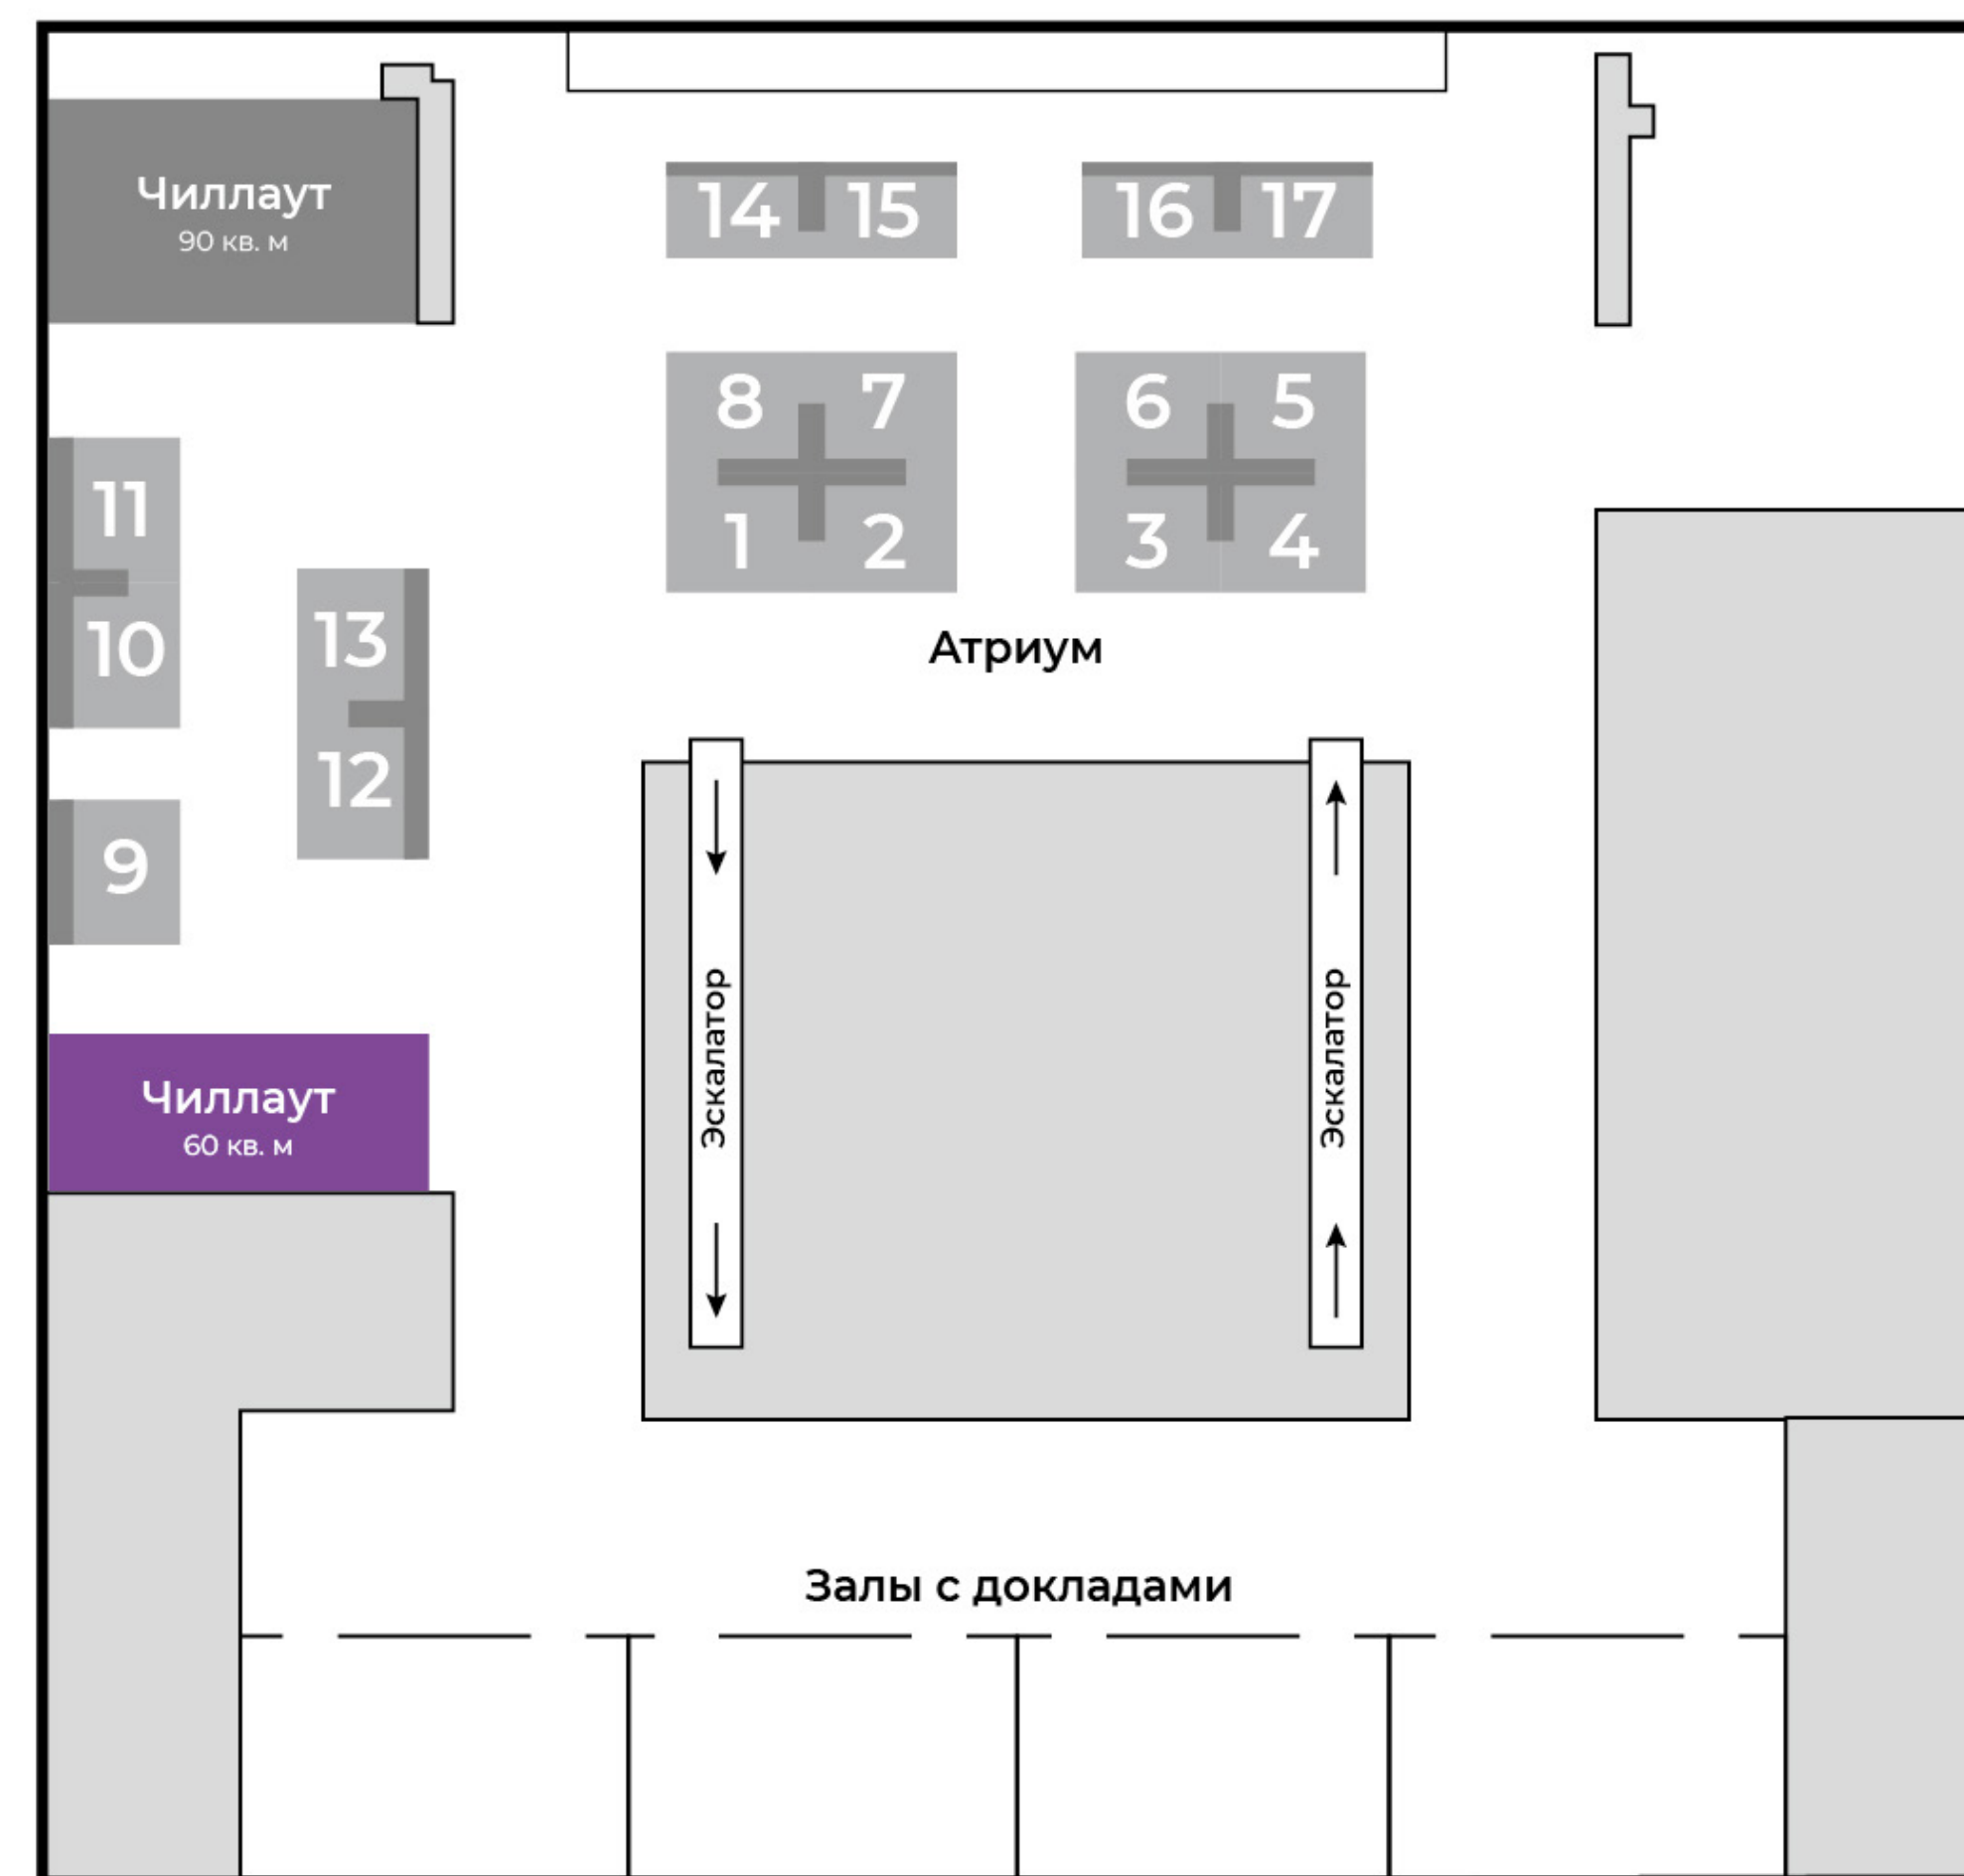 Чиллаут
90 кв. м
14 15 16 17
8 7 6 5
1 2 3 4
11
10
13
12
9
Атриум
Эскалатор
Эскалатор
Чиллаут
60 кв. м
Залы с докладами